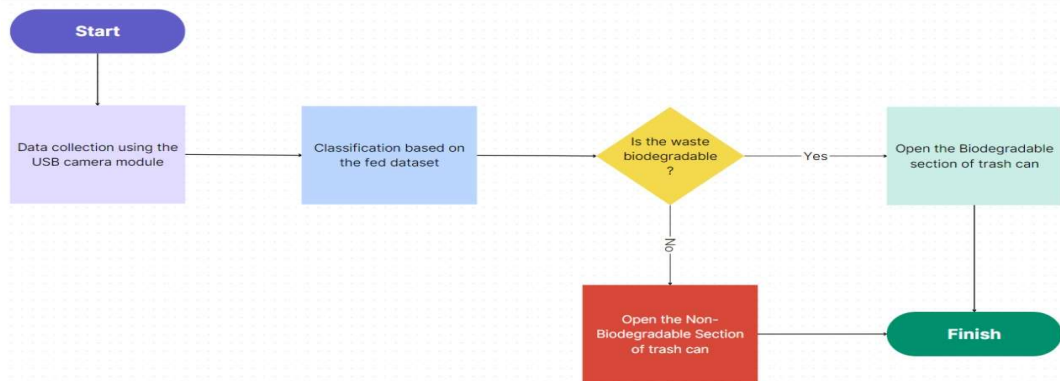 Start
Data collection using the
USB camera module
Classification based on
the fed dataset
Is the waste
biodegradable
?
Yes
Open the Biodegradable
section of trash can
No
Open the Non-
Biodegradable Section
of trash can
Finish